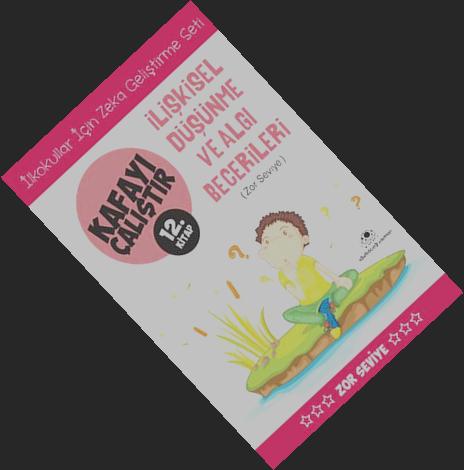 İlkokullar İçin Zeka Geliştirme Seti
İLİŞKİSEL
DÜŞÜNME
VE ALGI
BECERİLERİ
(Zor Seviye)
KAFAYI
ÇALIŞTIR
12.
KİTAP
? ? ?
ZOR SEVİYE